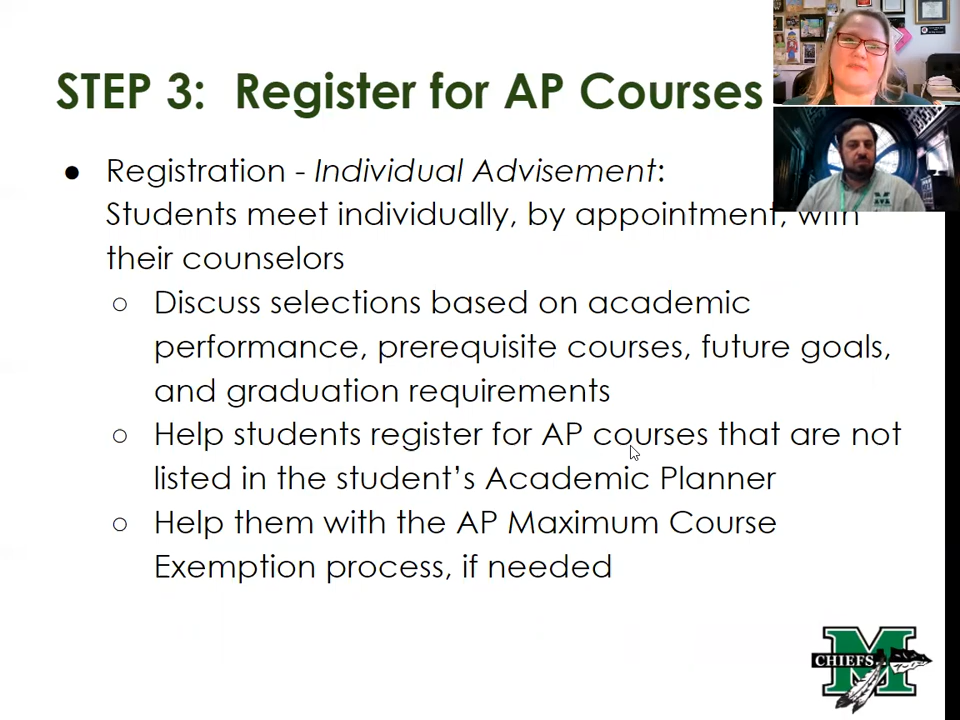 STEP 3: Register for AP Courses
● Registration - Individual Advisement:
Students meet individually, by appointment, with
their counselors
○ Discuss selections based on academic
performance, prerequisite courses, future goals,
and graduation requirements
○ Help students register for AP courses that are not
listed in the student’s Academic Planner
○ Help them with the AP Maximum Course
Exemption process, if needed
M
CHIEFS